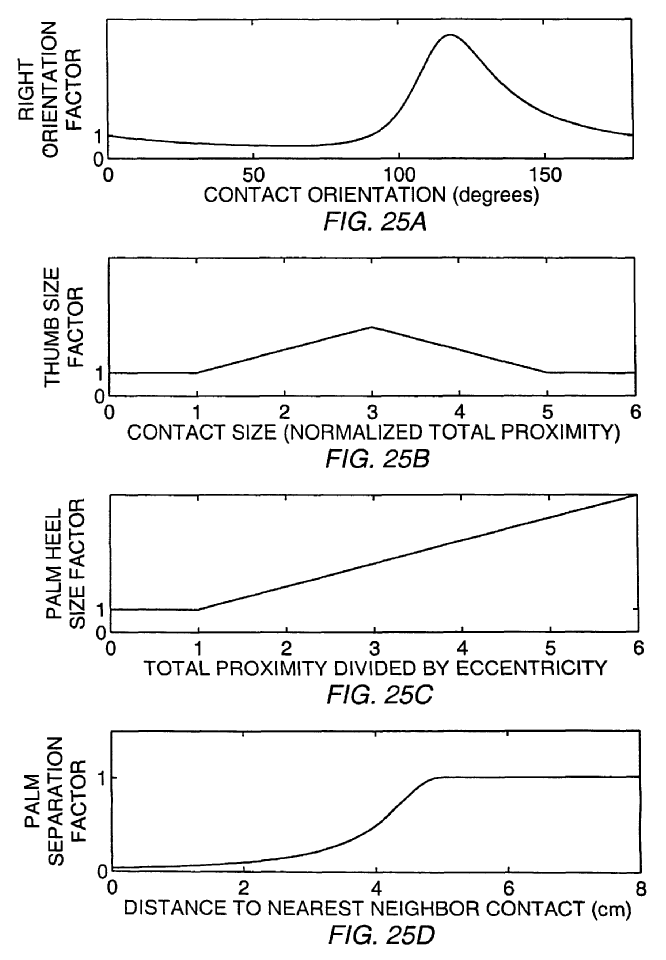 RIGHT
ORIENTATION
FACTOR
1
0
0 50 100 150
CONTACT ORIENTATION (degrees)
FIG. 25A
THUMB SIZE
FACTOR
1
0
0 1 2 3 4 5 6
CONTACT SIZE (NORMALIZED TOTAL PROXIMITY)
FIG. 25B
PALM HEEL
SIZE FACTOR
1
0
0 1 2 3 4 5 6
TOTAL PROXIMITY DIVIDED BY ECCENTRICITY
FIG. 25C
PALM
SEPARATION
FACTOR
1
0
0 2 4 6 8
DISTANCE TO NEAREST NEIGHBOR CONTACT (cm)
FIG. 25D